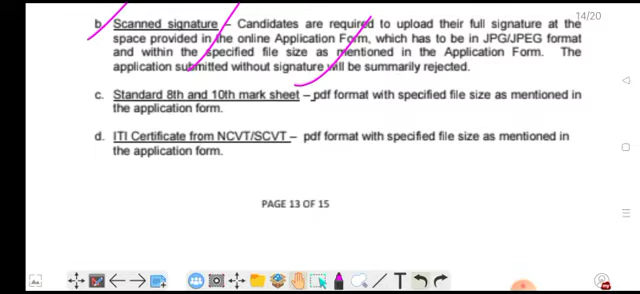 14/20
b. Scanned signature – Candidates are required to upload their full signature at the
space provided in the online Application Form, which has to be in JPG/JPEG format
and within the specified file size as mentioned in the Application Form. The
application submitted without signature will be summarily rejected.
c. Standard 8th and 10th mark sheet – pdf format with specified file size as mentioned in
the application form.
d. ITI Certificate from NCVT/SCVT – pdf format with specified file size as mentioned in
the application form.
PAGE 13 OF 15